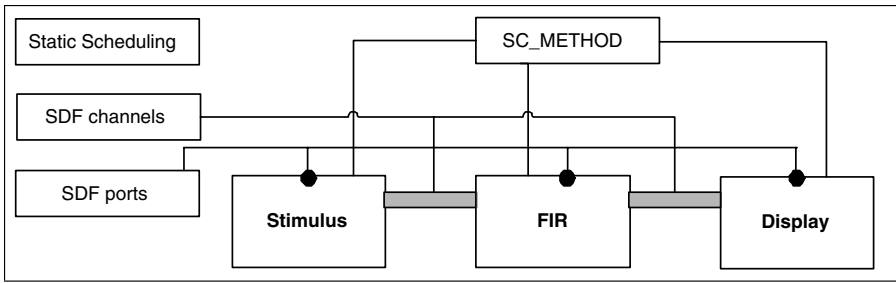 Static Scheduling
SC_METHOD
SDF channels
SDF ports
Stimulus
FIR
Display